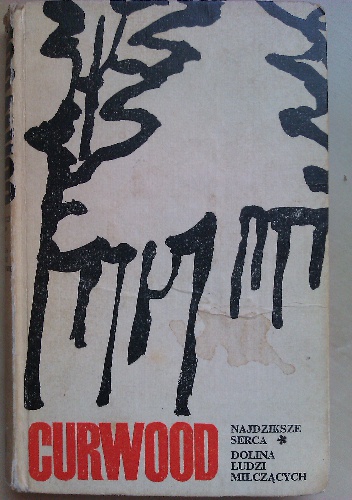 CURWOOD
NAJDZIKSZE
SERCA *
DOLINA
LUDZI
MILCZĄCYCH